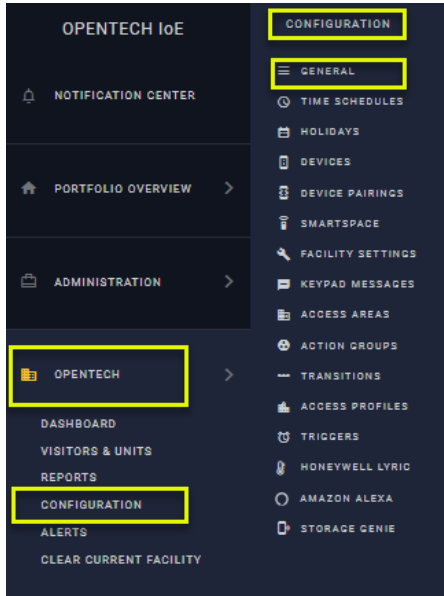 OPENTECH IoE
NOTIFICATION CENTER
PORTFOLIO OVERVIEW
ADMINISTRATION
OPENTECH
DASHBOARD
VISITORS & UNITS
REPORTS
CONFIGURATION
ALERTS
CLEAR CURRENT FACILITY
CONFIGURATION
GENERAL
TIME SCHEDULES
HOLIDAYS
DEVICES
DEVICE PAIRINGS
SMARTSPACE
FACILITY SETTINGS
KEYPAD MESSAGES
ACCESS AREAS
ACTION GROUPS
TRANSITIONS
ACCESS PROFILES
TRIGGERS
HONEYWELL LYRIC
AMAZON ALEXA
STORAGE GENIE